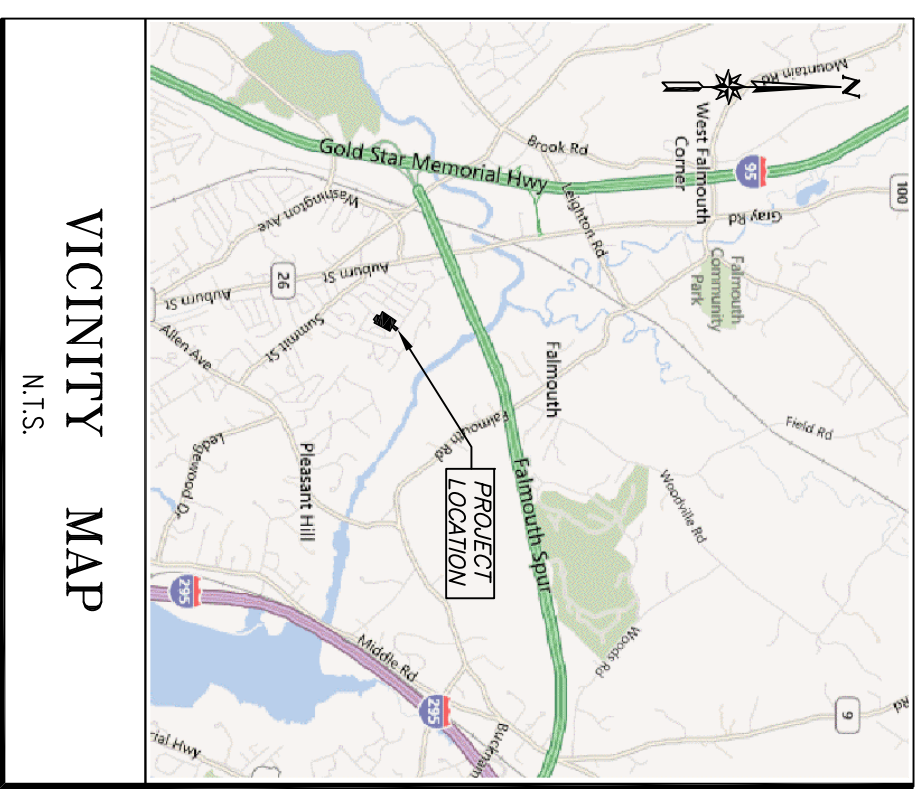 N
Mountain Rd
West Falmouth
Corner
95
100
Brook Rd
Gray Rd
Gold Star Memorial Hwy
Leighton Rd
Falmouth
Community
Park
Washington Ave
Auburn St
26
Auburn St
Summit St
Allen Ave
Falmouth
Field Rd
Falmouth Rd
Falmouth Spur
Woodville Rd
PROJECT
LOCATION
Pleasant Hill
Ledgewood Dr
Woods Rd
295
Middle Rd
295
9
Rd
Bucknam
rial Hwy
VICINITY MAP
N.T.S.